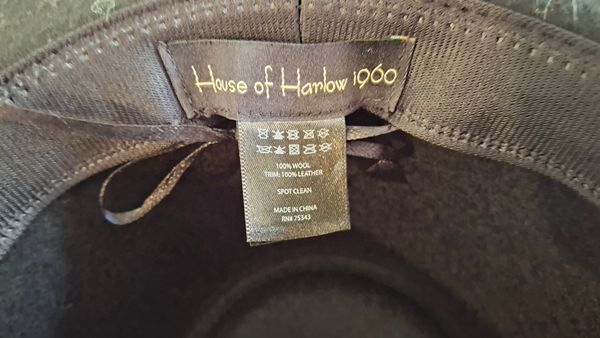 House of Harlow 1960
100% WOOL
TRIM: 100% LEATHER
SPOT CLEAN
MADE IN CHINA
RN# 75343